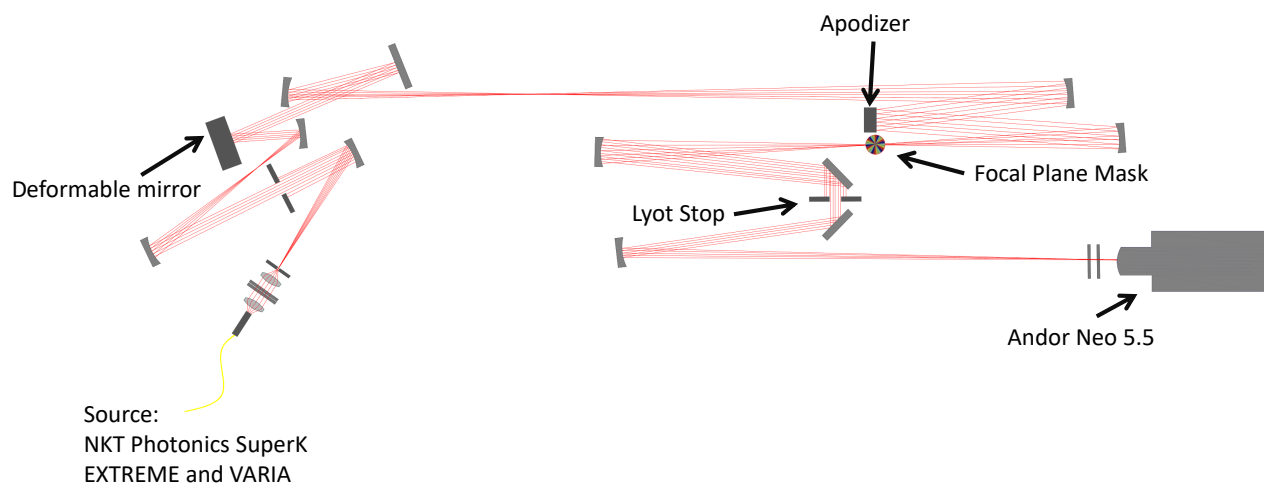 Apodizer
Deformable mirror
Focal Plane Mask
Lyot Stop
Andor Neo 5.5
Source:
NKT Photonics SuperK
EXTREME and VARIA